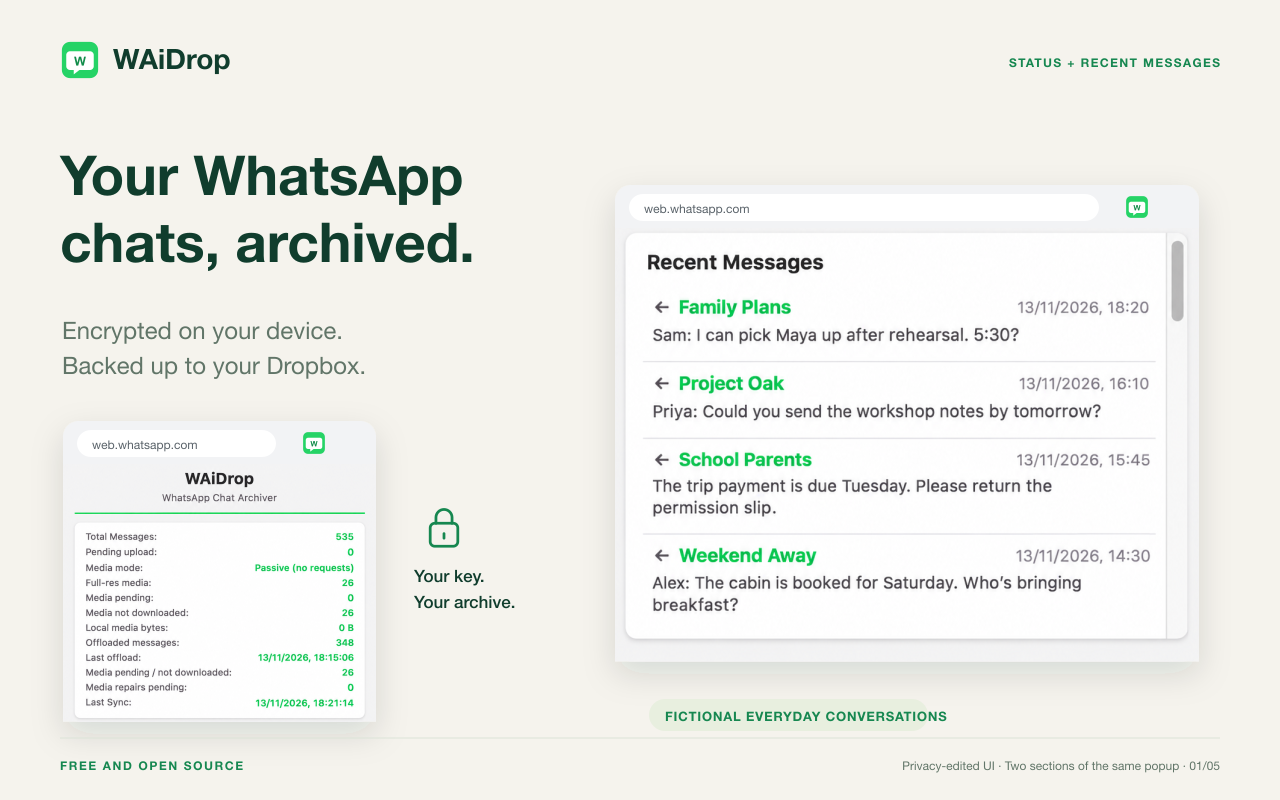 W
WAiDrop
STATUS + RECENT MESSAGES
Your WhatsApp
chats, archived.
Encrypted on your device.
Backed up to your Dropbox.
web.whatsapp.com
W
WAiDrop
WhatsApp Chat Archiver
Total Messages: 535
Pending upload: 0
Media mode: Passive (no requests)
Full-res media: 26
Media pending: 0
Media not downloaded: 26
Local media bytes: 0 B
Offloaded messages: 348
Last offload: 13/11/2026, 18:15:06
Media pending / not downloaded: 26
Media repairs pending: 0
Last Sync: 13/11/2026, 18:21:14
Your key.
Your archive.
web.whatsapp.com
W
Recent Messages
← Family Plans 13/11/2026, 18:20
Sam: I can pick Maya up after rehearsal. 5:30?
← Project Oak 13/11/2026, 16:10
Priya: Could you send the workshop notes by tomorrow?
← School Parents 13/11/2026, 15:45
The trip payment is due Tuesday. Please return the
permission slip.
← Weekend Away 13/11/2026, 14:30
Alex: The cabin is booked for Saturday. Who's bringing
breakfast?
FICTIONAL EVERYDAY CONVERSATIONS
FREE AND OPEN SOURCE
Privacy-edited UI · Two sections of the same popup · 01/05